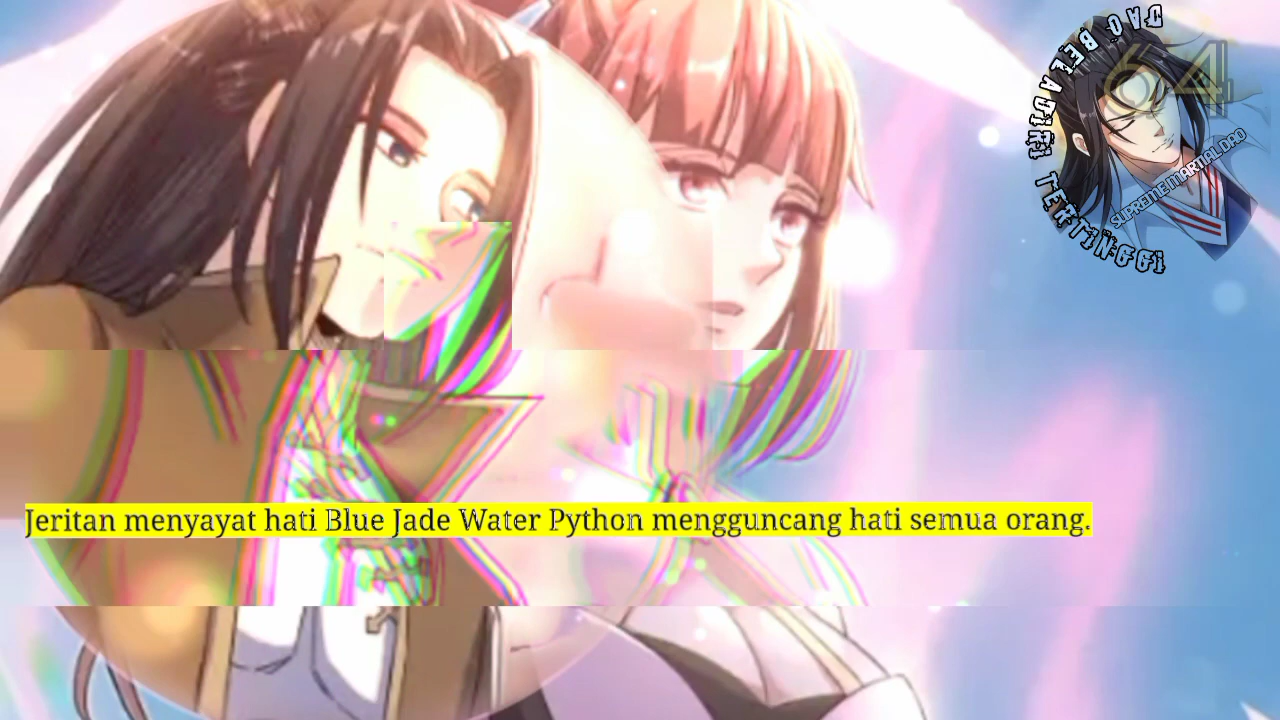 DAO BELADIRI TERTINGGI
64
SUPREME MARTIAL DAO
Jeritan menyayat hati Blue Jade Water Python mengguncang hati semua orang.